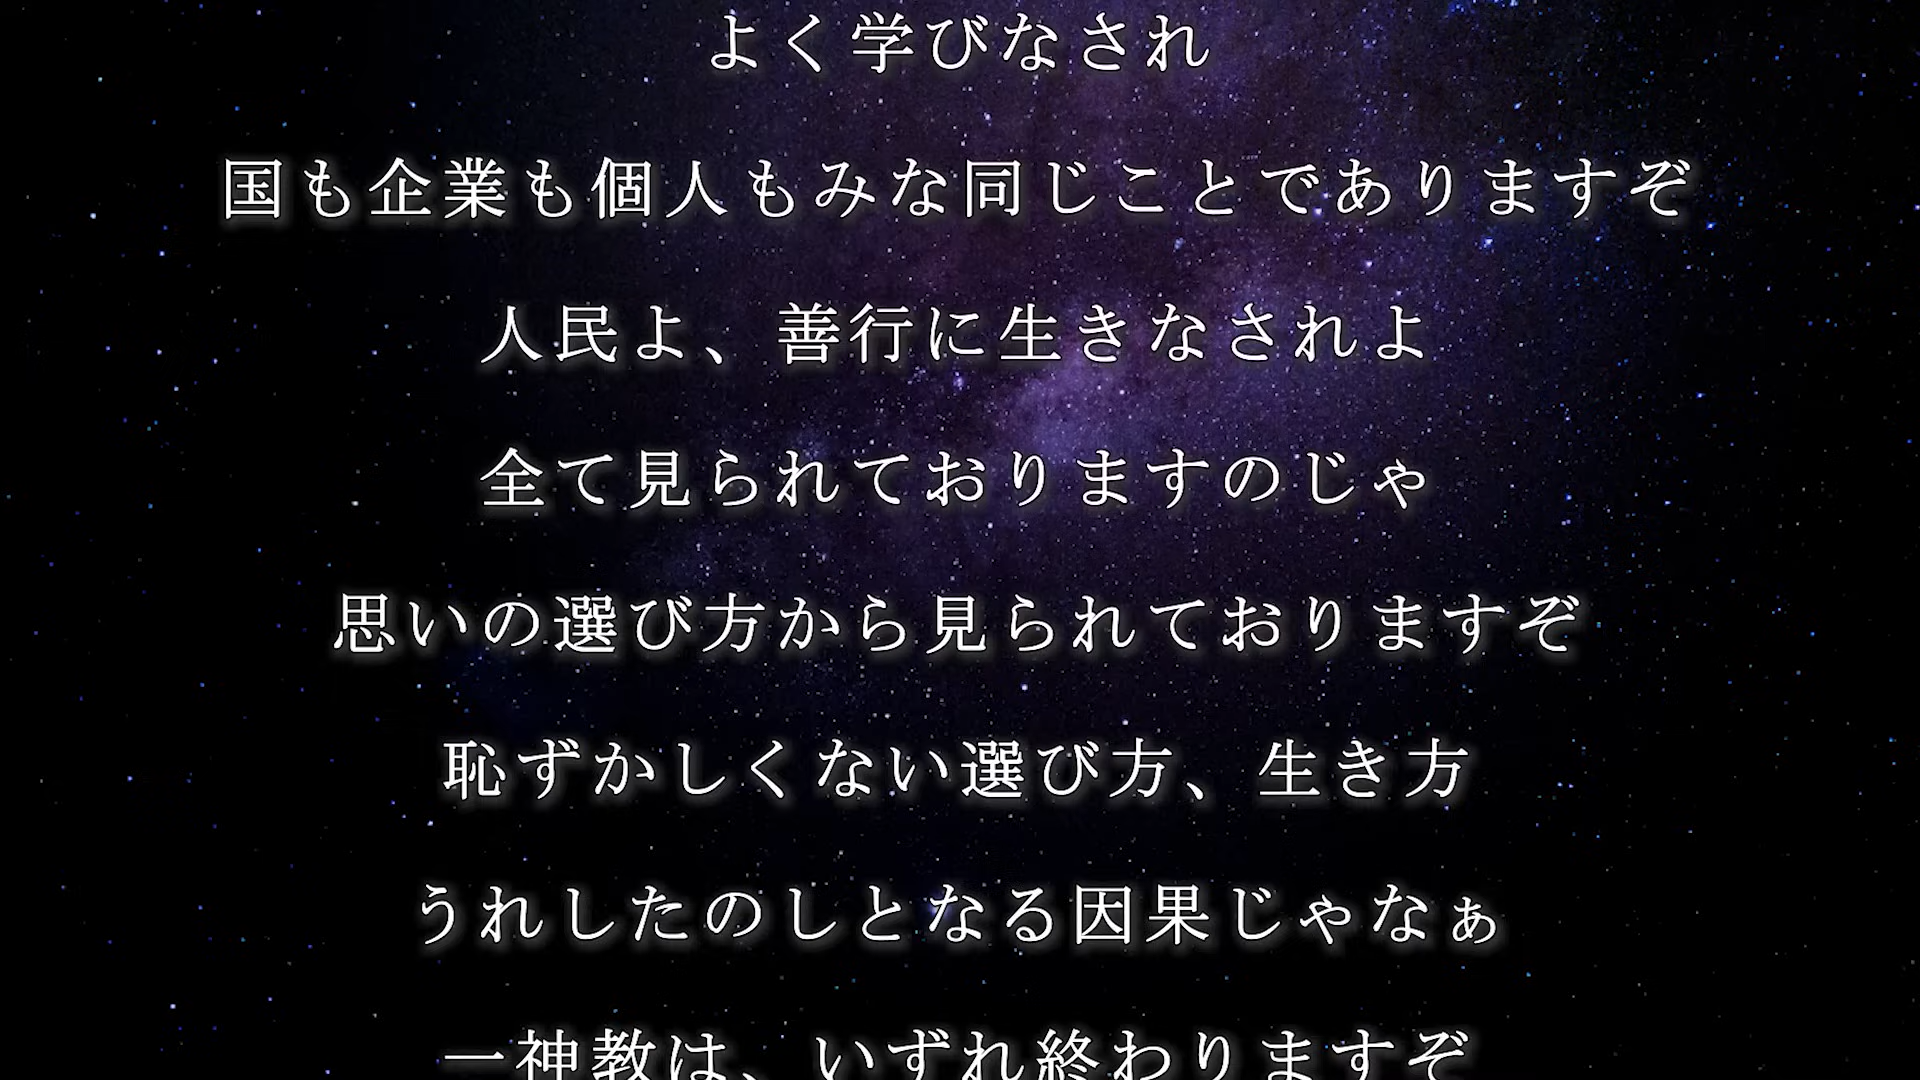 よく学びなされ
国も企業も個人もみな同じことでありますぞ
人民よ、善行に生きなされよ
全て見られておりますのじゃ
思いの選び方から見られておりますぞ
恥ずかしくない選び方、生き方
うれしたのしとなる因果じゃなぁ
一神教は、いずれ終わりますぞ